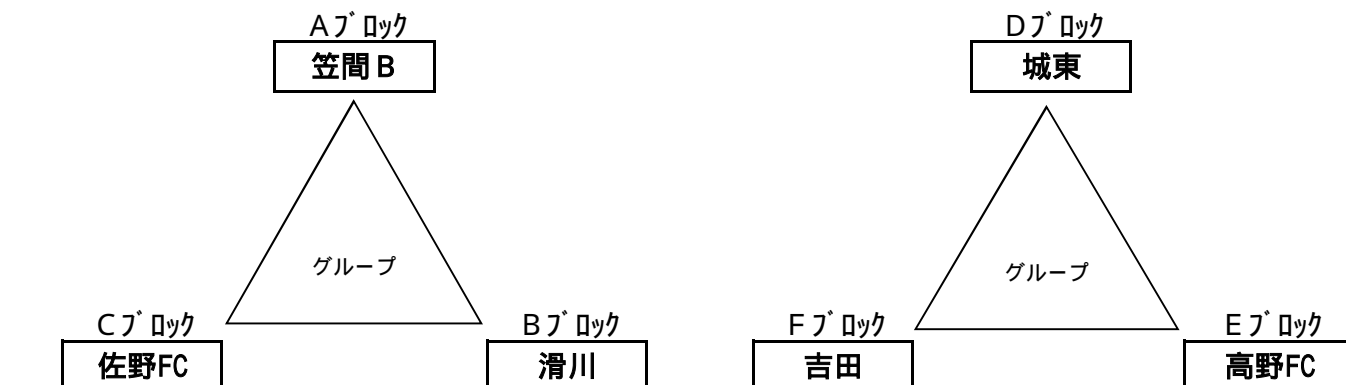 Aﾌﾞﾛｯｸ
笠間B
グループ
Cﾌﾞﾛｯｸ
佐野FC
Bﾌﾞﾛｯｸ
滑川
Dﾌﾞﾛｯｸ
城東
グループ
Fﾌﾞﾛｯｸ
吉田
Eﾌﾞﾛｯｸ
高野FC